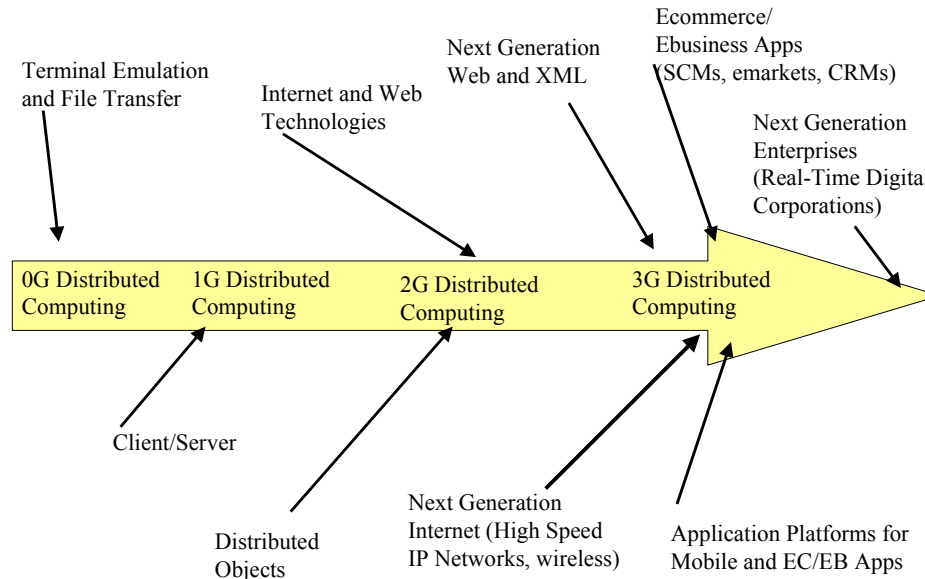 Ecommerce/
Ebusiness Apps
(SCMs, emarkets, CRMs)
Next Generation
Web and XML
Terminal Emulation
and File Transfer
Internet and Web
Technologies
Next Generation
Enterprises
(Real-Time Digital
Corporations)
0G Distributed
Computing
1G Distributed
Computing
2G Distributed
Computing
3G Distributed
Computing
Client/Server
Distributed
Objects
Next Generation
Internet (High Speed
IP Networks, wireless)
Application Platforms for
Mobile and EC/EB Apps